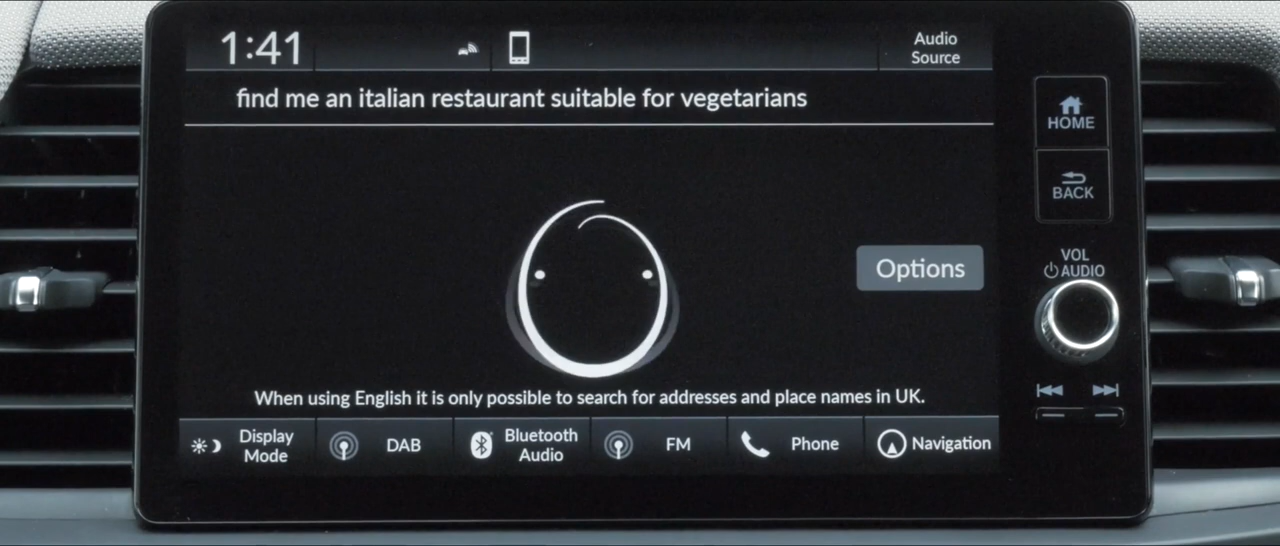 1:41
Audio
Source
find me an italian restaurant suitable for vegetarians
HOME
BACK
Options
VOL
AUDIO
When using English it is only possible to search for addresses and place names in UK.
Display
Mode
DAB
Bluetooth
Audio
FM
Phone
Navigation